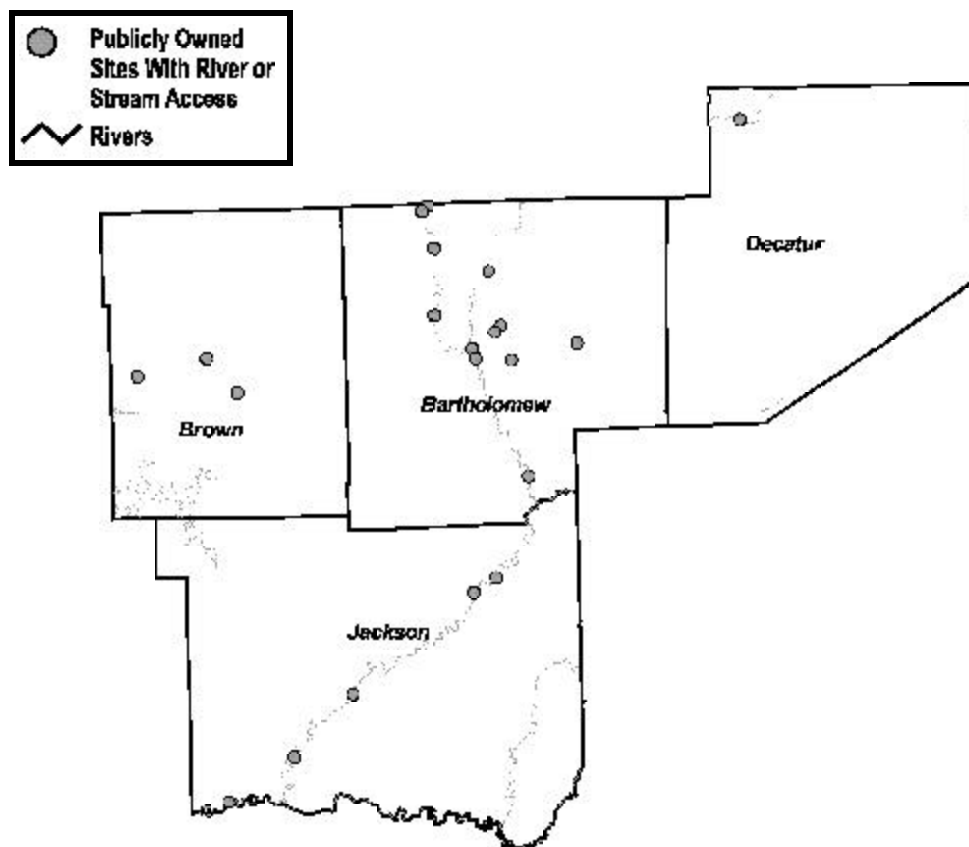 Publicly Owned
Sites With River or
Stream Access
Rivers
Decatur
Bartholomew
Brown
Jackson